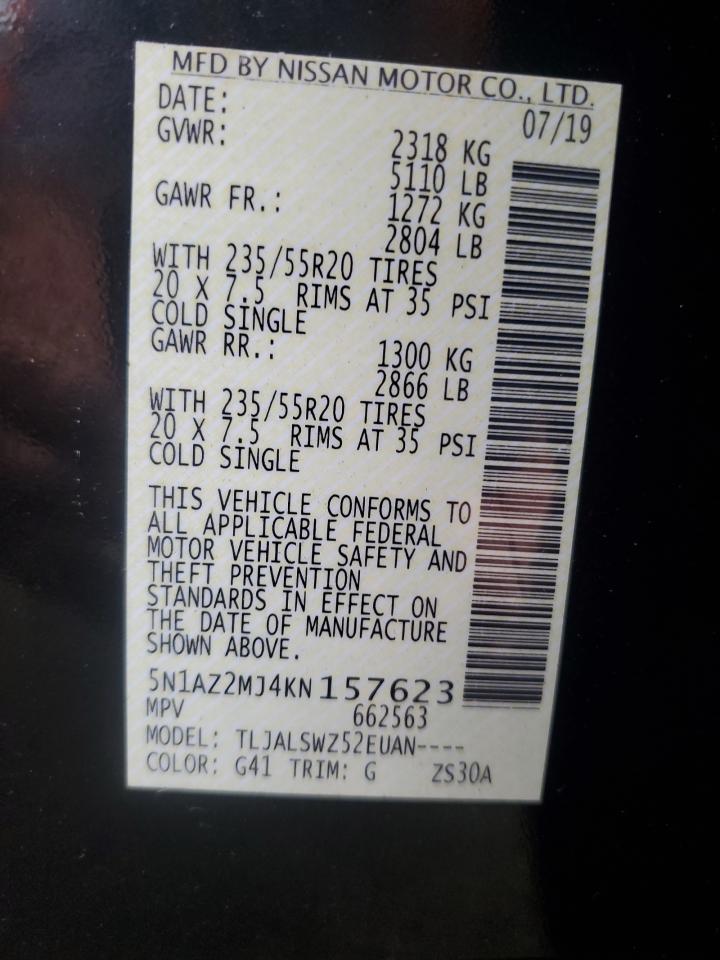 MFD BY NISSAN MOTOR CO., LTD.
DATE: 07/19
GVWR: 2318 KG
5110 LB
GAWR FR.: 1272 KG
2804 LB
WITH 235/55R20 TIRES
20 X 7.5 RIMS AT 35 PSI
COLD SINGLE
GAWR RR.: 1300 KG
2866 LB
WITH 235/55R20 TIRES
20 X 7.5 RIMS AT 35 PSI
COLD SINGLE
THIS VEHICLE CONFORMS TO
ALL APPLICABLE FEDERAL
MOTOR VEHICLE SAFETY AND
THEFT PREVENTION
STANDARDS IN EFFECT ON
THE DATE OF MANUFACTURE
SHOWN ABOVE.
5N1AZ2MJ4KN157623
MPV 662563
MODEL: TLJALSWZ52EUAN----
COLOR: G41 TRIM: G ZS30A